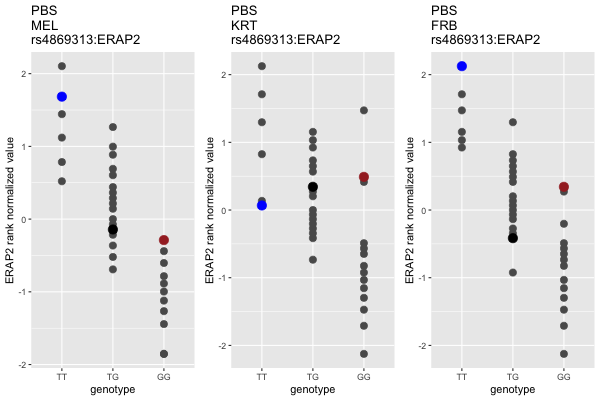 PBS
MEL
rs4869313:ERAP2
ERAP2 rank normalized value
2
1
0
-1
-2
TT
TG
GG
genotype
PBS
KRT
rs4869313:ERAP2
ERAP2 rank normalized value
2
1
0
-1
-2
TT
TG
GG
genotype
PBS
FRB
rs4869313:ERAP2
ERAP2 rank normalized value
2
1
0
-1
-2
TT
TG
GG
genotype